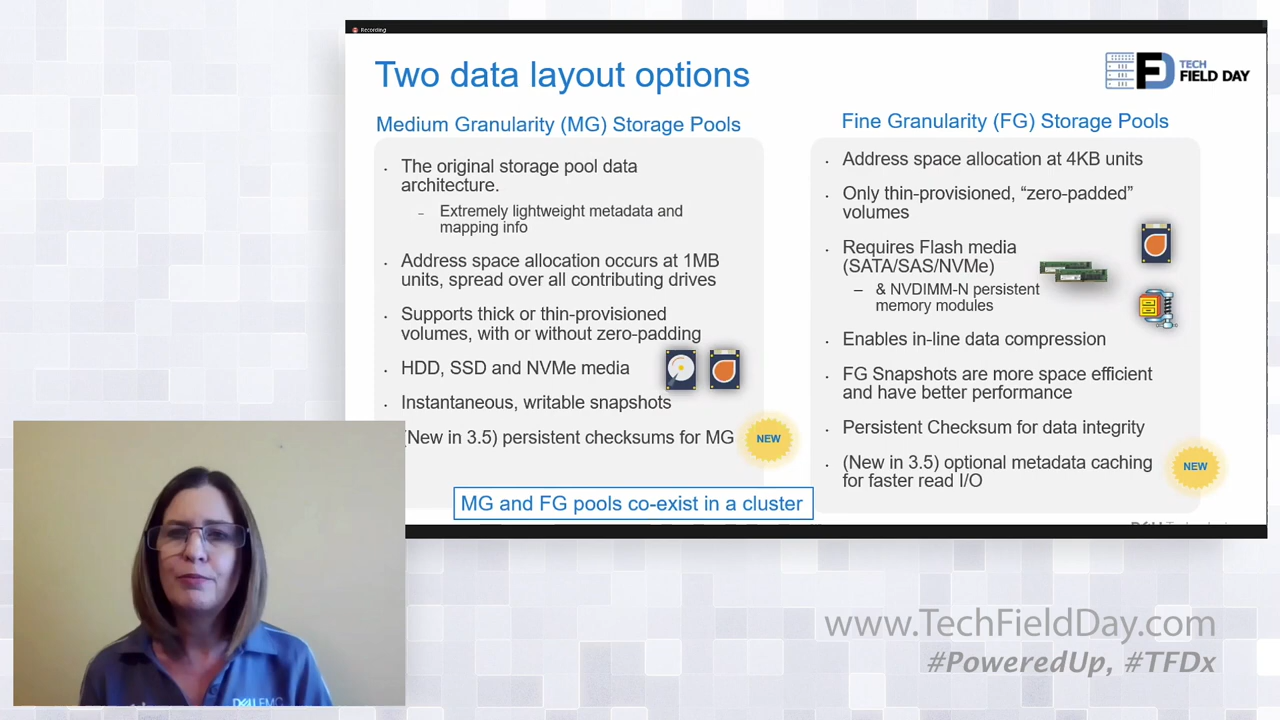 Recording
Two data layout options
TECH
FIELD DAY
Medium Granularity (MG) Storage Pools
The original storage pool data
architecture.
Extremely lightweight metadata and
mapping info
Address space allocation occurs at 1MB
units, spread over all contributing drives
Supports thick or thin-provisioned
volumes, with or without zero-padding
HDD, SSD and NVMe media
Instantaneous, writable snapshots
(New in 3.5) persistent checksums for MG
NEW
Fine Granularity (FG) Storage Pools
Address space allocation at 4KB units
Only thin-provisioned, “zero-padded”
volumes
Requires Flash media
(SATA/SAS/NVMe)
& NVDIMM-N persistent
memory modules
Enables in-line data compression
FG Snapshots are more space efficient
and have better performance
Persistent Checksum for data integrity
(New in 3.5) optional metadata caching
for faster read I/O
NEW
MG and FG pools co-exist in a cluster
DELL EMC
www.TechFieldDay.com
#PoweredUp, #TFDx